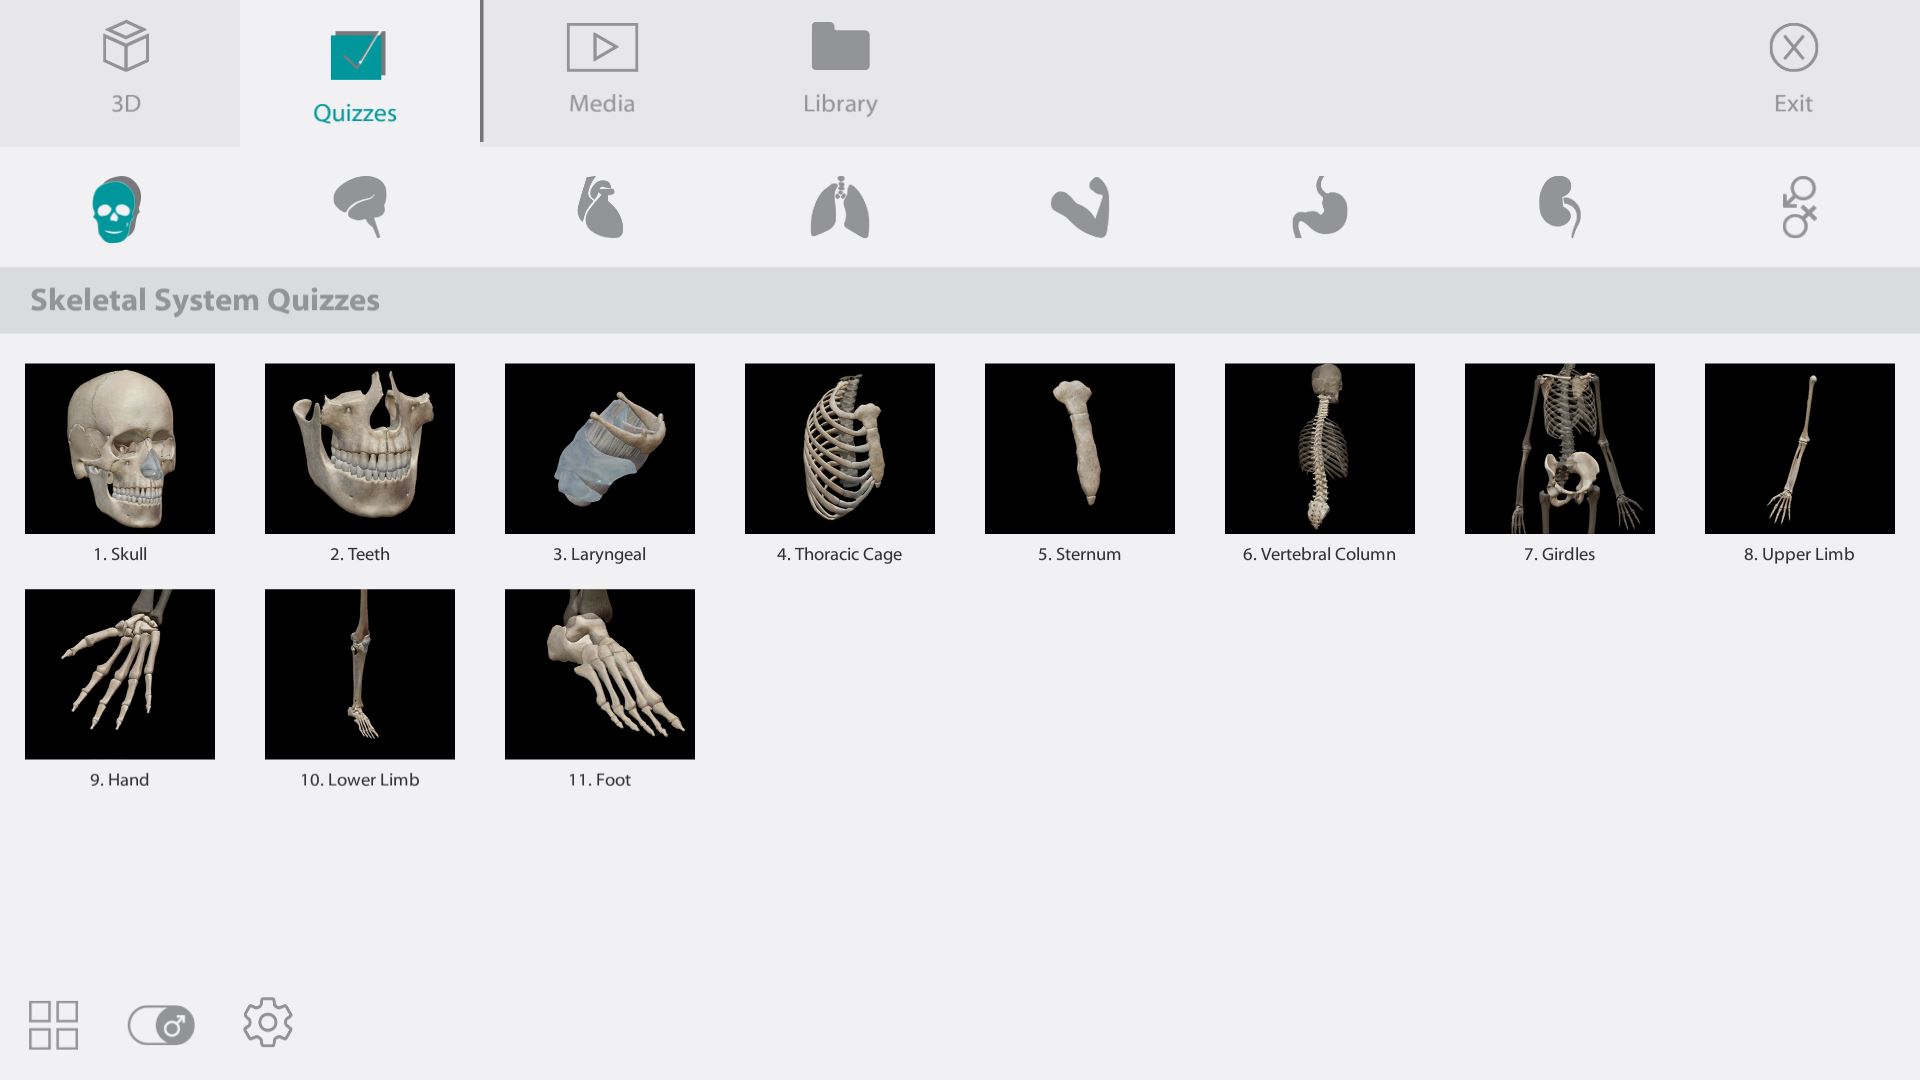 3D
Quizzes
Media
Library
Exit
Skeletal System Quizzes
1. Skull
2. Teeth
3. Laryngeal
4. Thoracic Cage
5. Sternum
6. Vertebral Column
7. Girdles
8. Upper Limb
9. Hand
10. Lower Limb
11. Foot